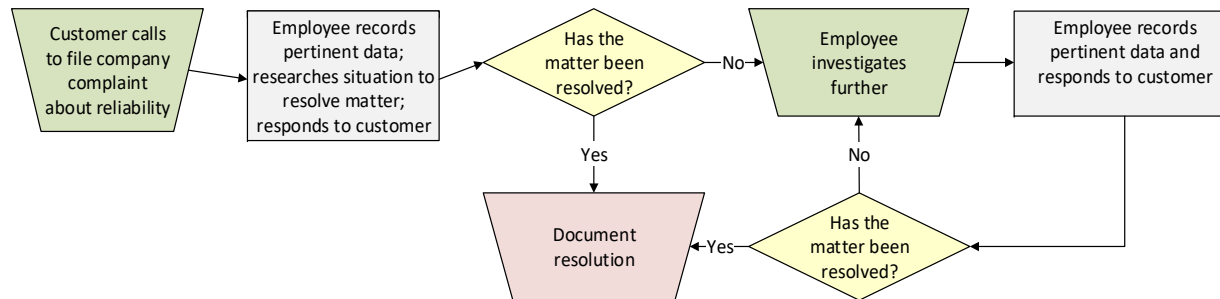 Customer calls
to file company
complaint
about reliability
Employee records
pertinent data;
researches situation to
resolve matter;
responds to customer
Has the
matter been
resolved?
No
Employee
investigates
further
Employee records
pertinent data and
responds to customer
Yes
No
Document
resolution
Yes
Has the
matter been
resolved?